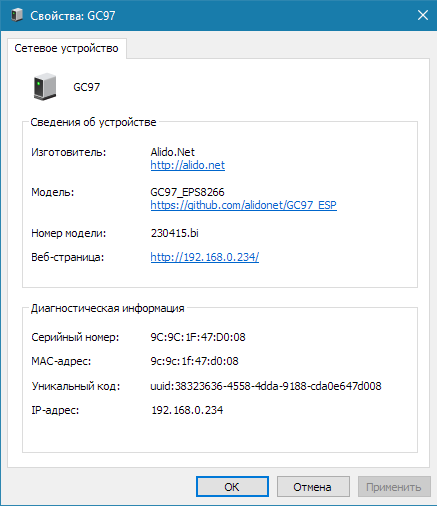 Свойства: GC97
Сетевое устройство
GC97
Сведения об устройстве
Изготовитель: Alido.Net
http://alido.net
Модель: GC97_EPS8266
https://github.com/alidonet/GC97_ESP
Номер модели: 230415.bi
Веб-страница: http://192.168.0.234/
Диагностическая информация
Серийный номер: 9C:9C:1F:47:D0:08
MAC-адрес: 9c:9c:1f:47:d0:08
Уникальный код: uuid:38323636-4558-4dda-9188-cda0e647d008
IP-адрес: 192.168.0.234
ОК Отмена Применить